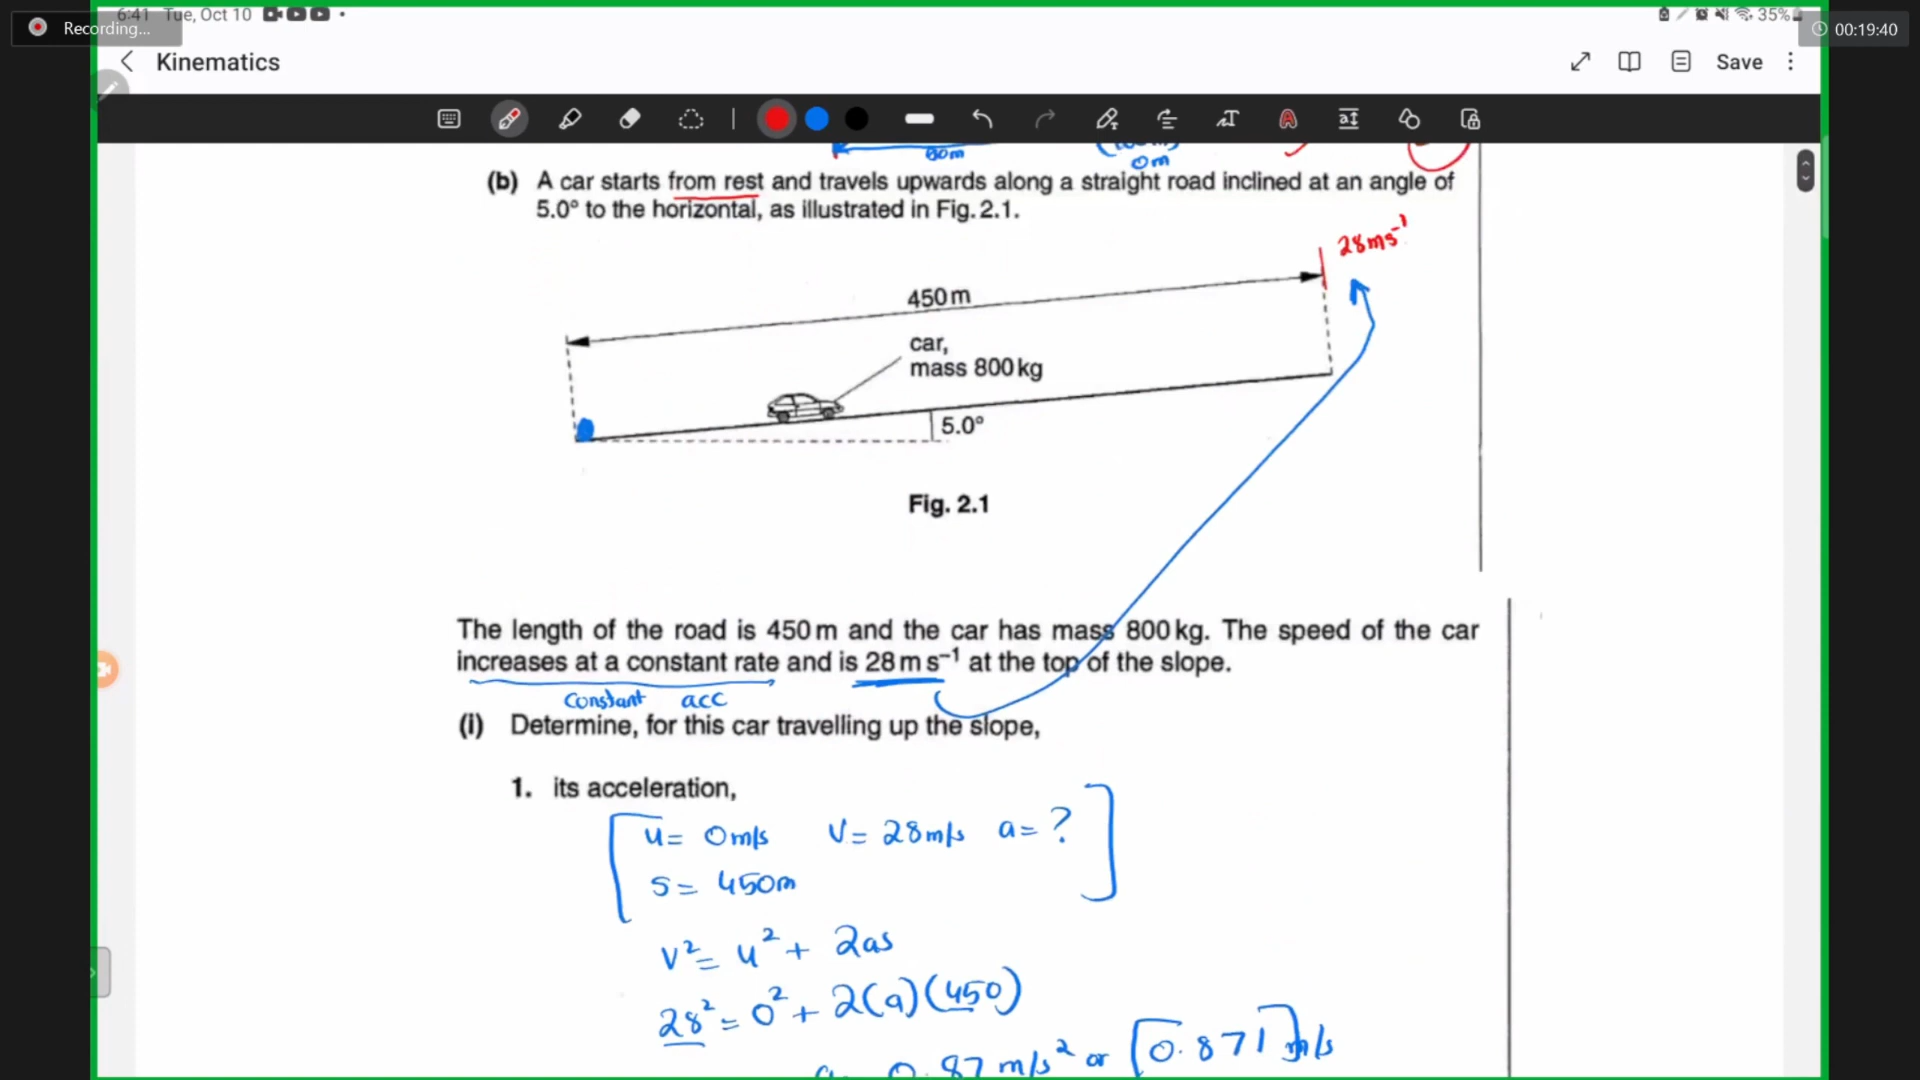 6:41 Tue, Oct 10
35%
Recording...
00:19:40
Kinematics
Save
80m
0m
(b) A car starts from rest and travels upwards along a straight road inclined at an angle of
5.0° to the horizontal, as illustrated in Fig. 2.1.
28ms⁻¹
450 m
car,
mass 800 kg
5.0°
Fig. 2.1
The length of the road is 450 m and the car has mass 800 kg. The speed of the car
increases at a constant rate and is 28 m s⁻¹ at the top of the slope.
constant acc
(i) Determine, for this car travelling up the slope,
1. its acceleration,
u= 0m/s v= 28m/s a= ?
s= 450m
v²= u²+ 2as
28²= 0²+ 2(a)(450)
a= 0.87 m/s² or 0.871 m/s